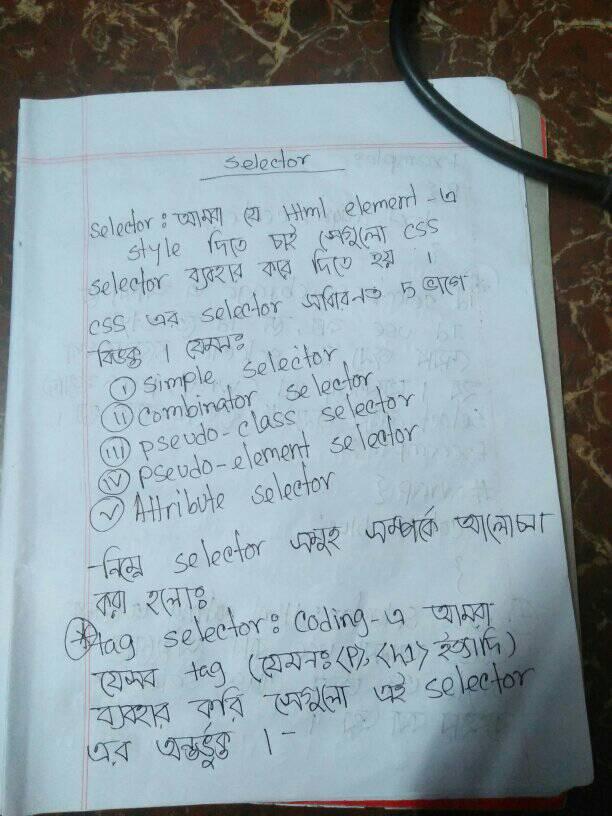 selector
selector: আমরা যে Html element-এ
style দিতে চাই সেগুলো css
selector ব্যবহার করে দিতে হয় ।
css এর selector সাধারনত ৫ ভাগে
বিভক্ত । যেমনঃ
(i) simple selector
(ii) combinator selector
(iii) pseudo-class selector
(iv) pseudo-element selector
(v) Attribute selector
-নিম্নে selector সমূহ সম্পর্কে আলোচনা
করা হলোঃ
* tag selector: coding-এ আমরা
যেসব tag (যেমনঃ <p>, <h1> ইত্যাদি)
ব্যবহার করি সেগুলো এই selector
এর অন্তর্ভুক্ত ।-